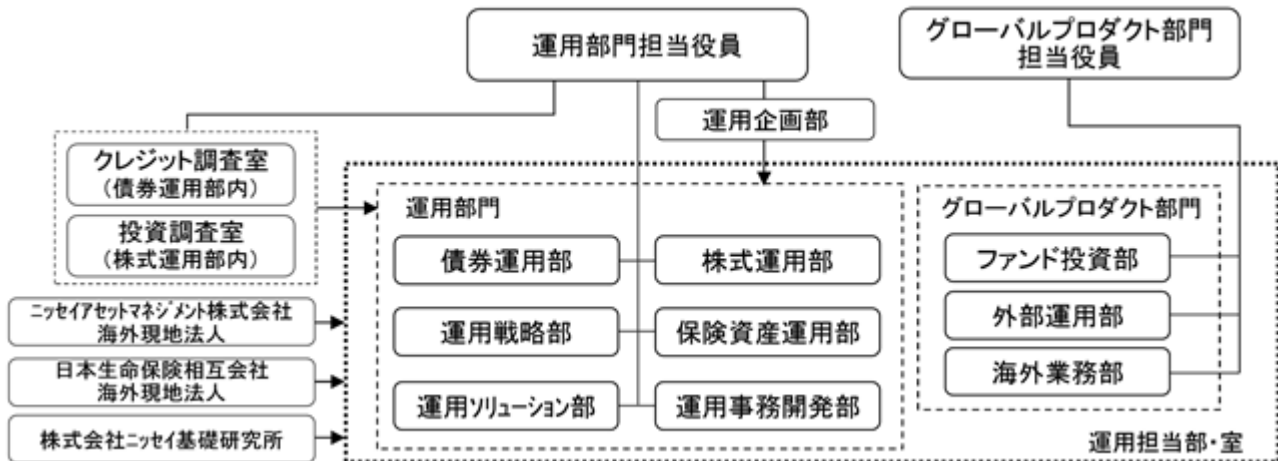 運用部門担当役員
グローバルプロダクト部門
担当役員
運用企画部
クレジット調査室
(債券運用部内)
投資調査室
(株式運用部内)
ニッセイアセットマネジメント株式会社
海外現地法人
日本生命保険相互会社
海外現地法人
株式会社ニッセイ基礎研究所
運用部門
債券運用部
株式運用部
運用戦略部
保険資産運用部
運用ソリューション部
運用事務開発部
グローバルプロダクト部門
ファンド投資部
外部運用部
海外業務部
運用担当部・室